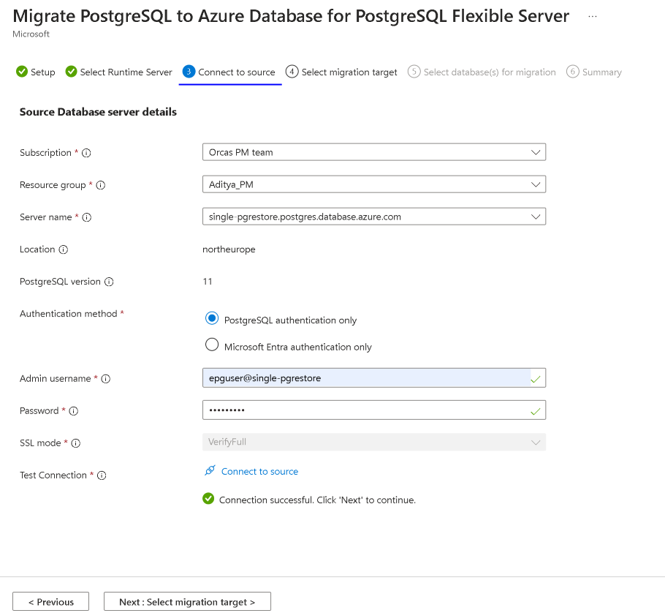 Migrate PostgreSQL to Azure Database for PostgreSQL Flexible Server ...
Microsoft
Setup Select Runtime Server 3 Connect to source 4 Select migration target 5 Select database(s) for migration 6 Summary
Source Database server details
Subscription * Orcas PM team
Resource group * Aditya_PM
Server name * single-pgrestore.postgres.database.azure.com
Location northeurope
PostgreSQL version 11
Authentication method *
PostgreSQL authentication only
Microsoft Entra authentication only
Admin username * epguser@single-pgrestore
Password * •••••••••
SSL mode * VerifyFull
Test Connection * Connect to source
Connection successful. Click 'Next' to continue.
< Previous Next : Select migration target >